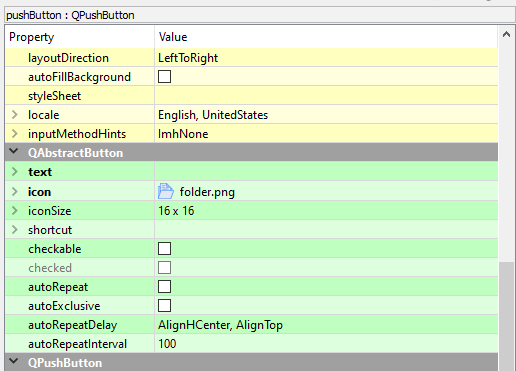 pushButton : QPushButton
Property Value
layoutDirection LeftToRight
autoFillBackground
styleSheet
locale English, UnitedStates
inputMethodHints ImhNone
QAbstractButton
text
icon folder.png
iconSize 16 x 16
shortcut
checkable
checked
autoRepeat
autoExclusive
autoRepeatDelay AlignHCenter, AlignTop
autoRepeatInterval 100
QPushButton